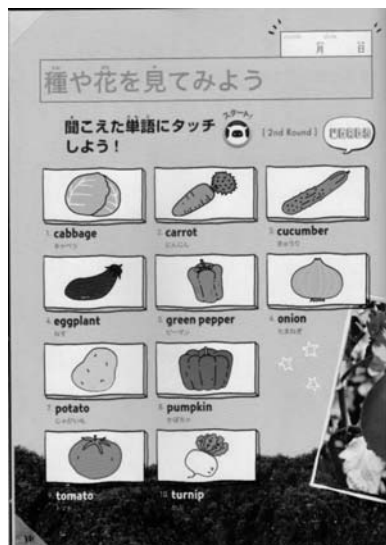 月 日
種や花を見てみよう
聞こえた単語にタッチ
しよう！
スタート!
[2nd Round]
1. cabbage
キャベツ
2. carrot
にんじん
3. cucumber
きゅうり
4. eggplant
なす
5. green pepper
ピーマン
6. onion
たまねぎ
7. potato
じゃがいも
8. pumpkin
かぼちゃ
9. tomato
トマト
10. turnip
かぶ